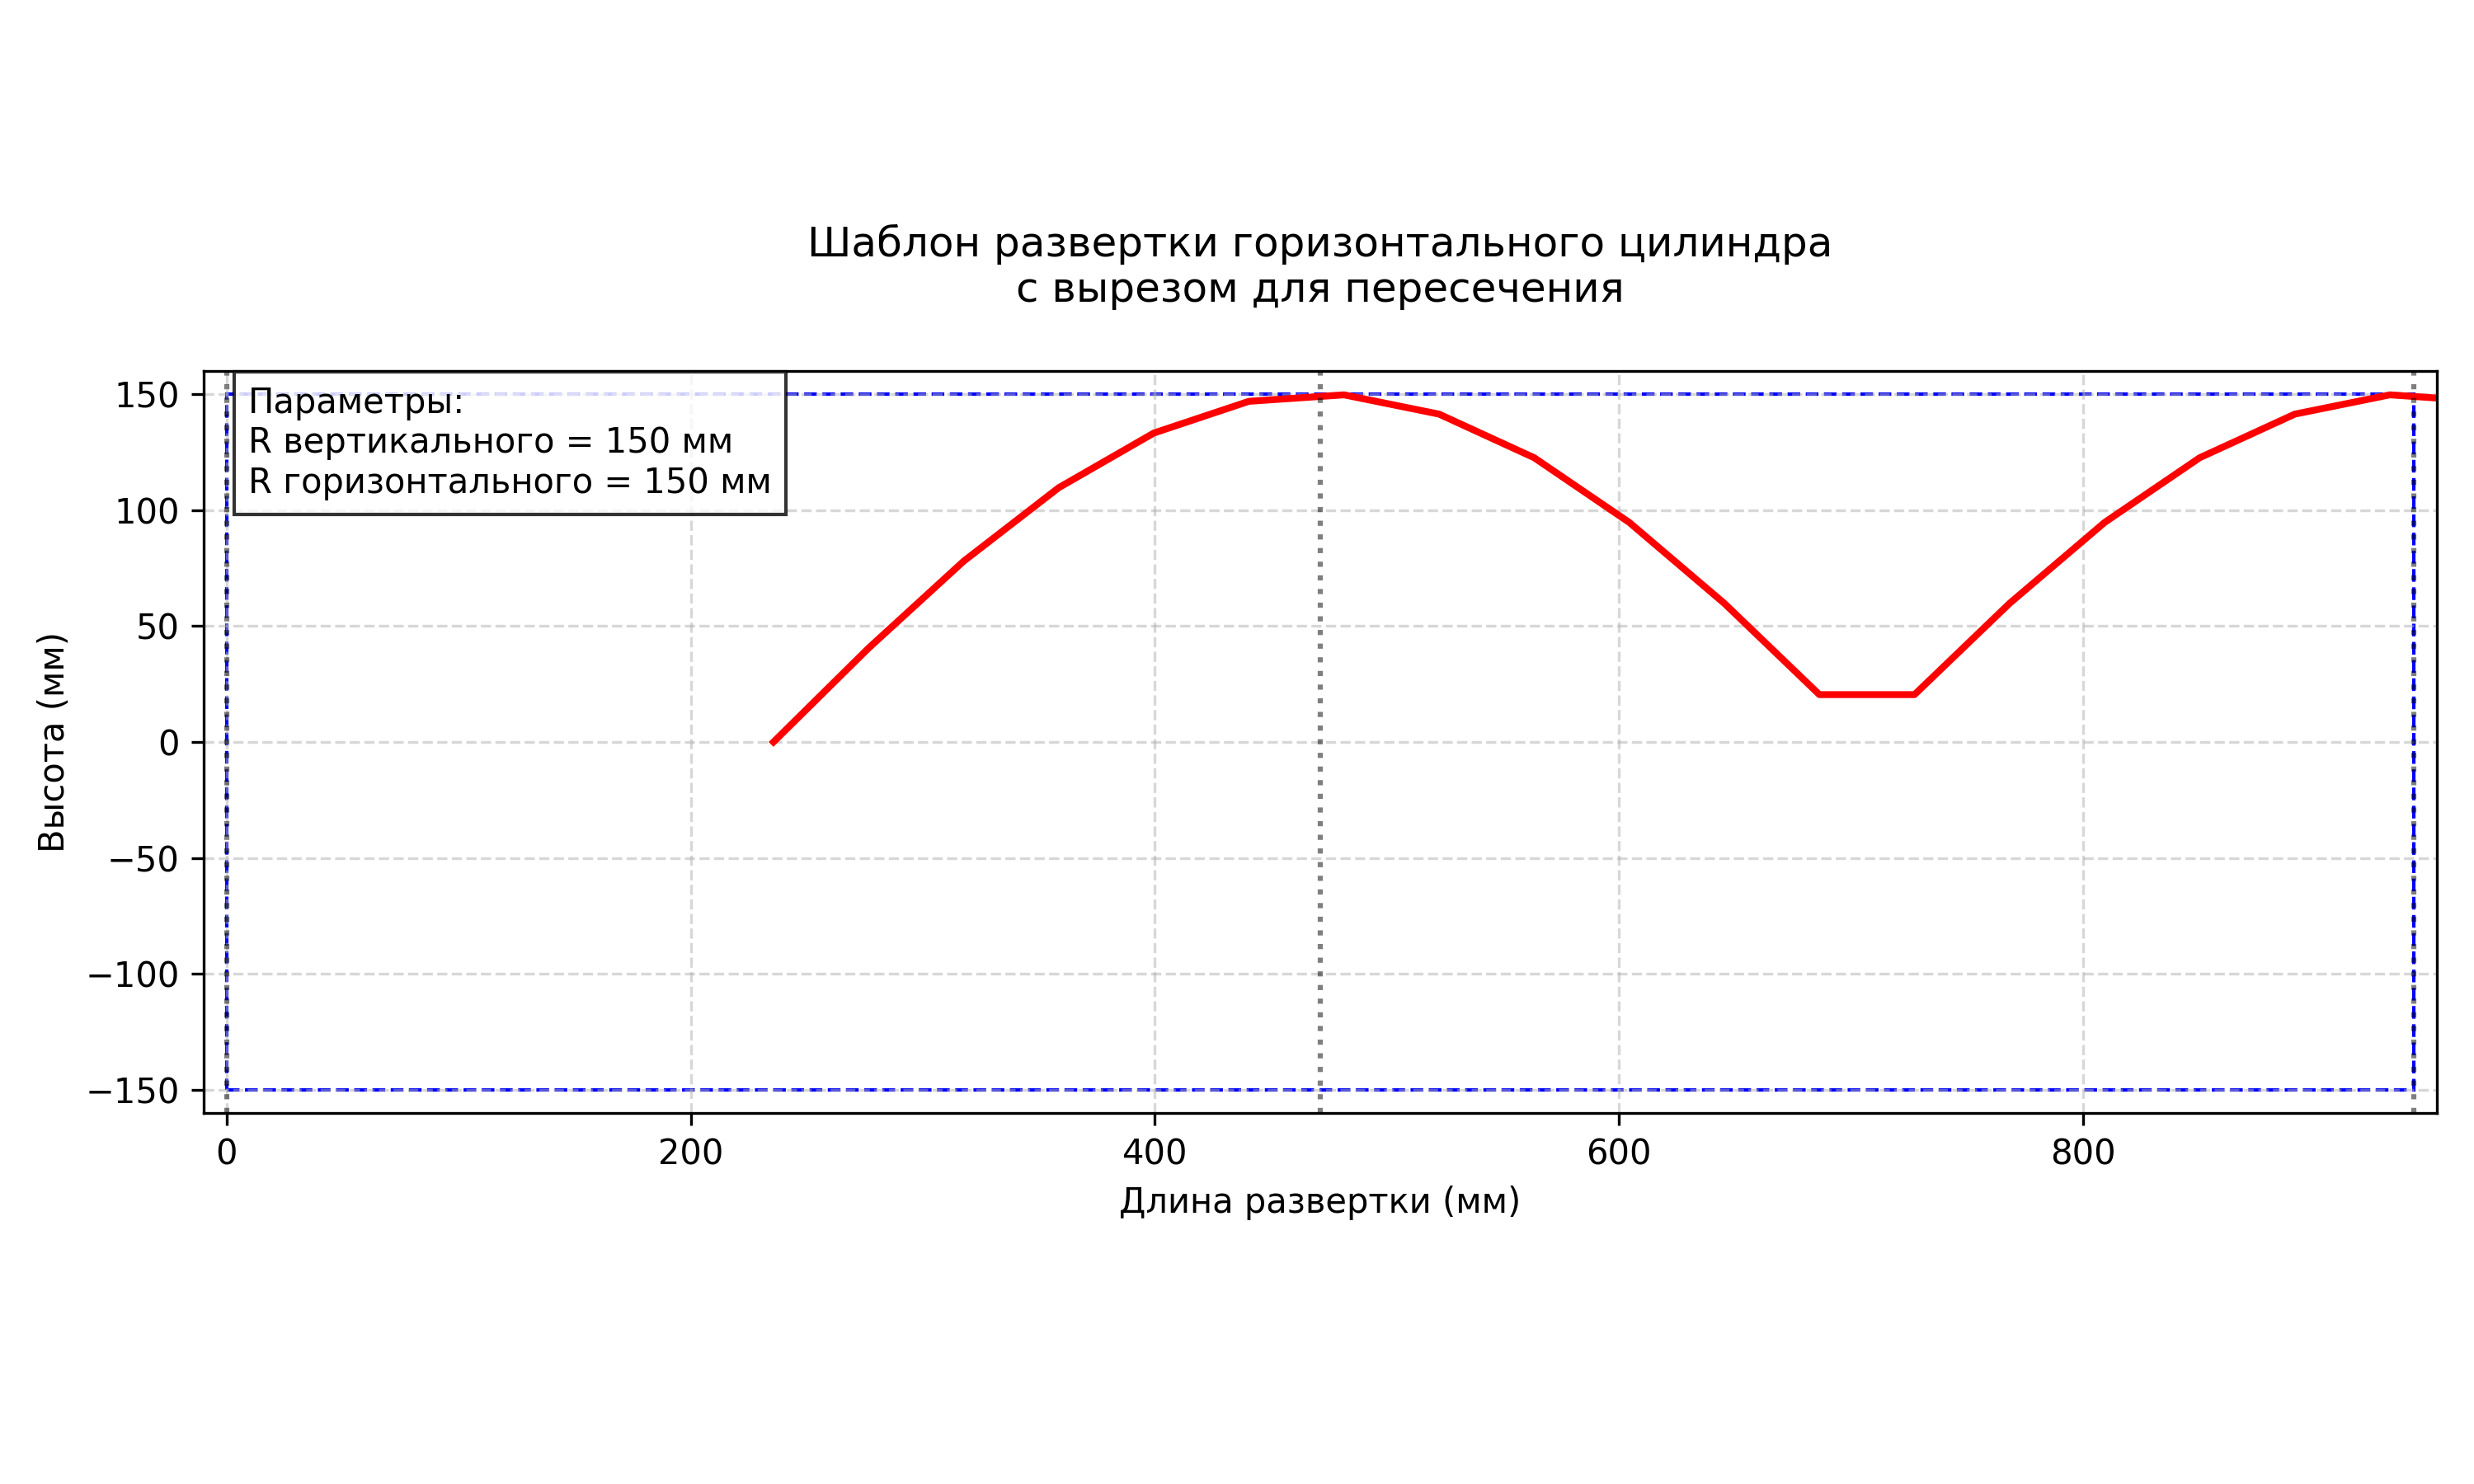 Шаблон развертки горизонтального цилиндра
с вырезом для пересечения
Параметры:
R вертикального = 150 мм
R горизонтального = 150 мм
150
100
50
0
−50
−100
−150
Высота (мм)
0
200
400
600
800
Длина развертки (мм)